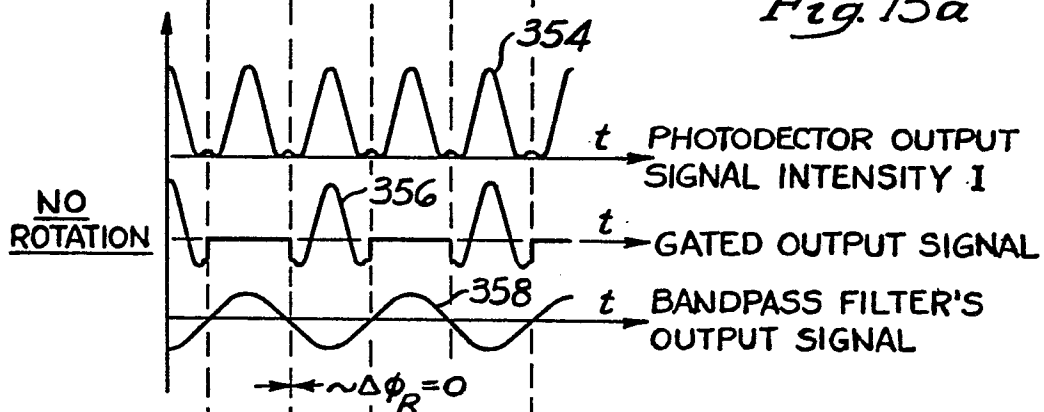 Fig. 15a
354
t PHOTODECTOR OUTPUT
SIGNAL INTENSITY I
NO
ROTATION
356
t GATED OUTPUT SIGNAL
358
t BANDPASS FILTER'S
OUTPUT SIGNAL
~Δϕ_R=0